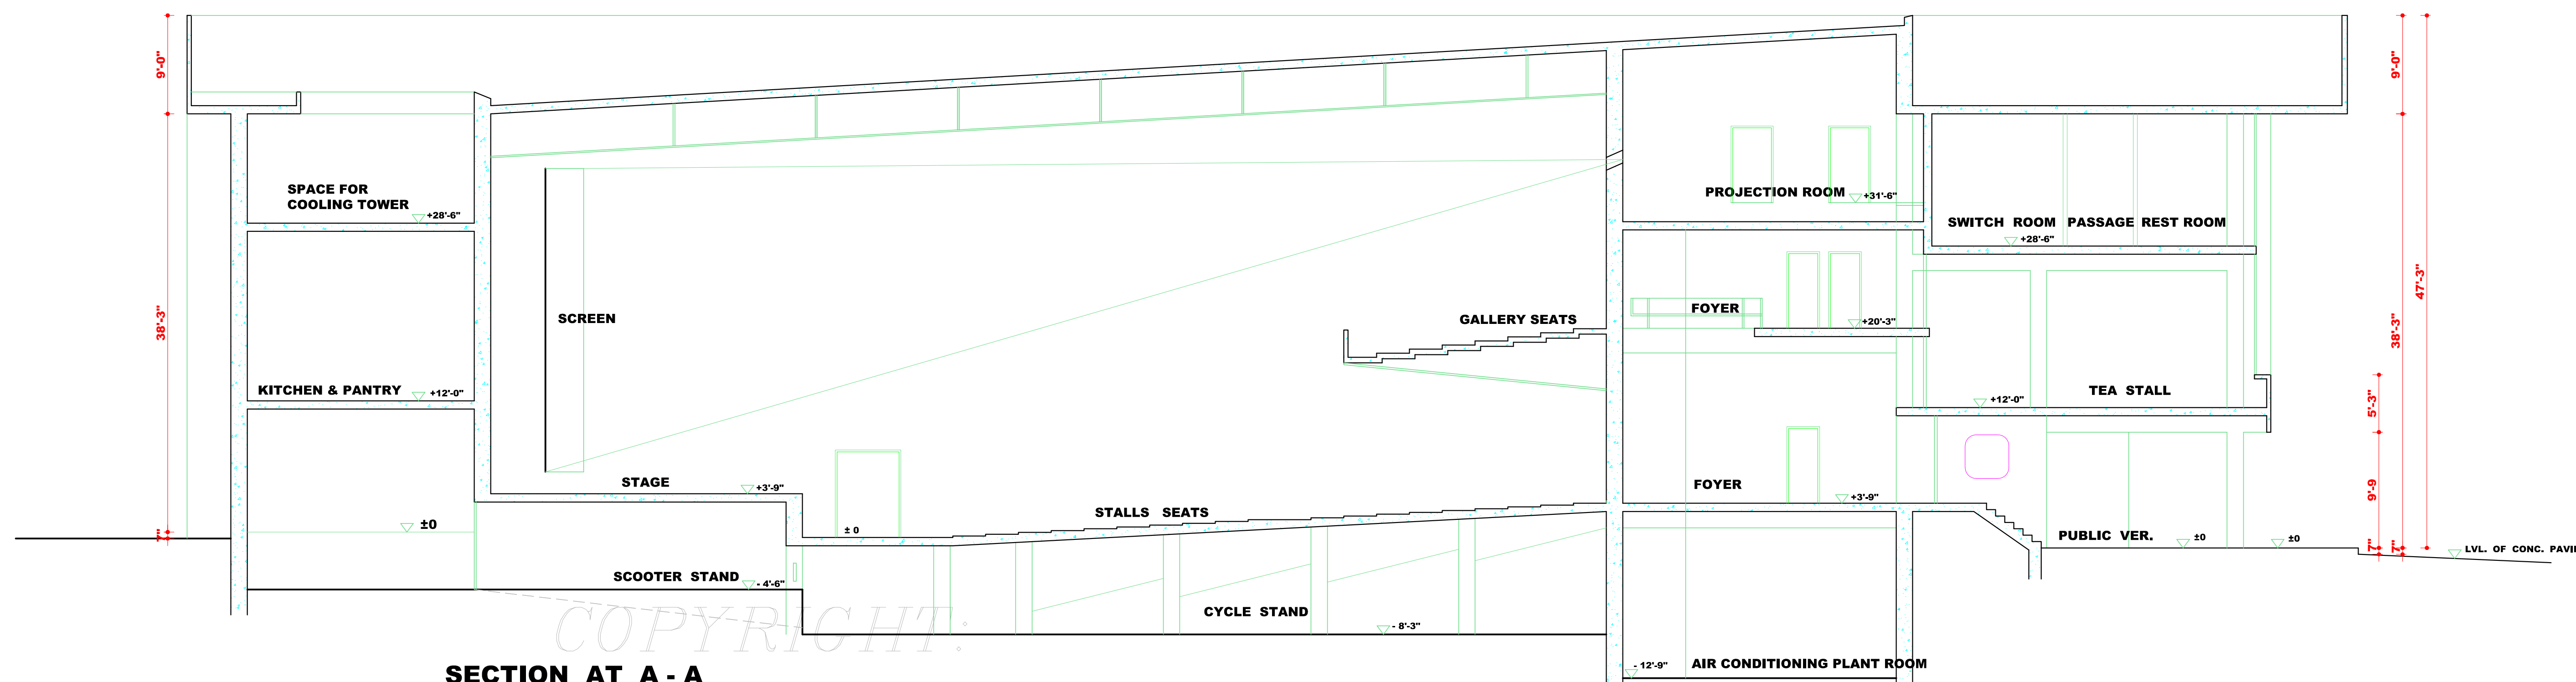 9'-0"
9'-0"
SPACE FOR
COOLING TOWER
+28'-6"
PROJECTION ROOM
+31'-6"
SWITCH ROOM
PASSAGE
REST ROOM
+28'-6"
47'-3"
38'-3"
38'-3"
SCREEN
GALLERY SEATS
FOYER
+20'-3"
KITCHEN & PANTRY
+12'-0"
+12'-0"
TEA STALL
5'-3"
STAGE
+3'-9"
FOYER
+3'-9"
9'-9
STALLS SEATS
±0
± 0
PUBLIC VER.
±0
±0
7"
7"
7"
LVL. OF CONC.
SCOOTER STAND
- 4'-6"
CYCLE STAND
- 8'-3"
COPYRIGHT:
- 12'-9"
AIR CONDITIONING PLANT ROOM
SECTION AT A - A